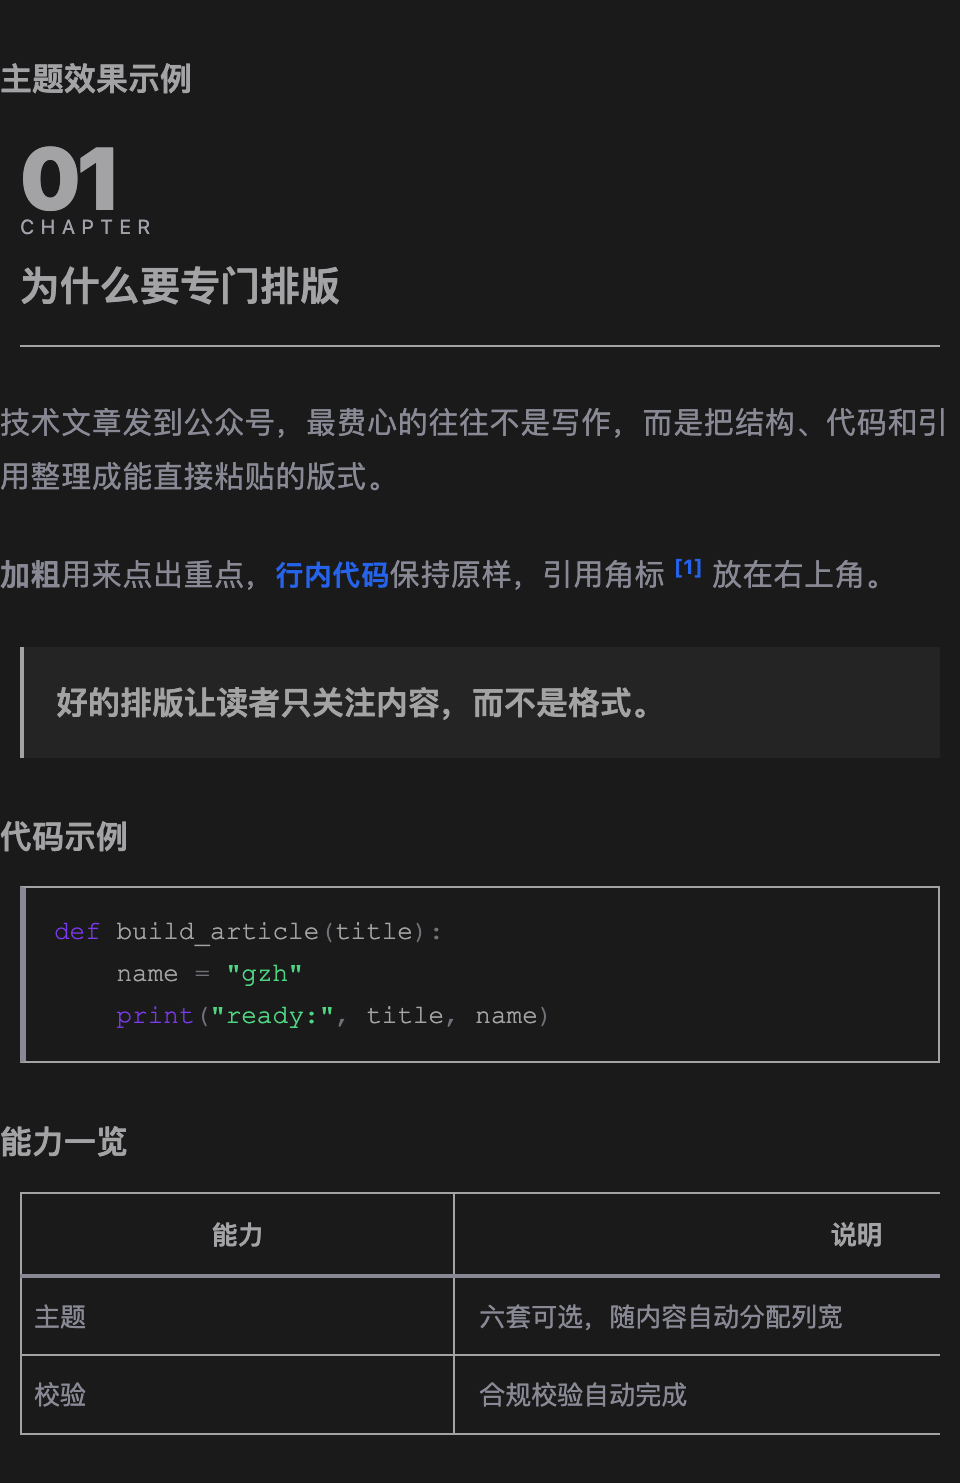 主题效果示例
01
CHAPTER
为什么要专门排版
技术文章发到公众号，最费心的往往不是写作，而是把结构、代码和引
用整理成能直接粘贴的版式。
加粗用来点出重点，行内代码保持原样，引用角标 [1] 放在右上角。
好的排版让读者只关注内容，而不是格式。
代码示例
def build_article(title):
    name = "gzh"
    print("ready:", title, name)
能力一览
能力 说明
主题 六套可选，随内容自动分配列宽
校验 合规校验自动完成